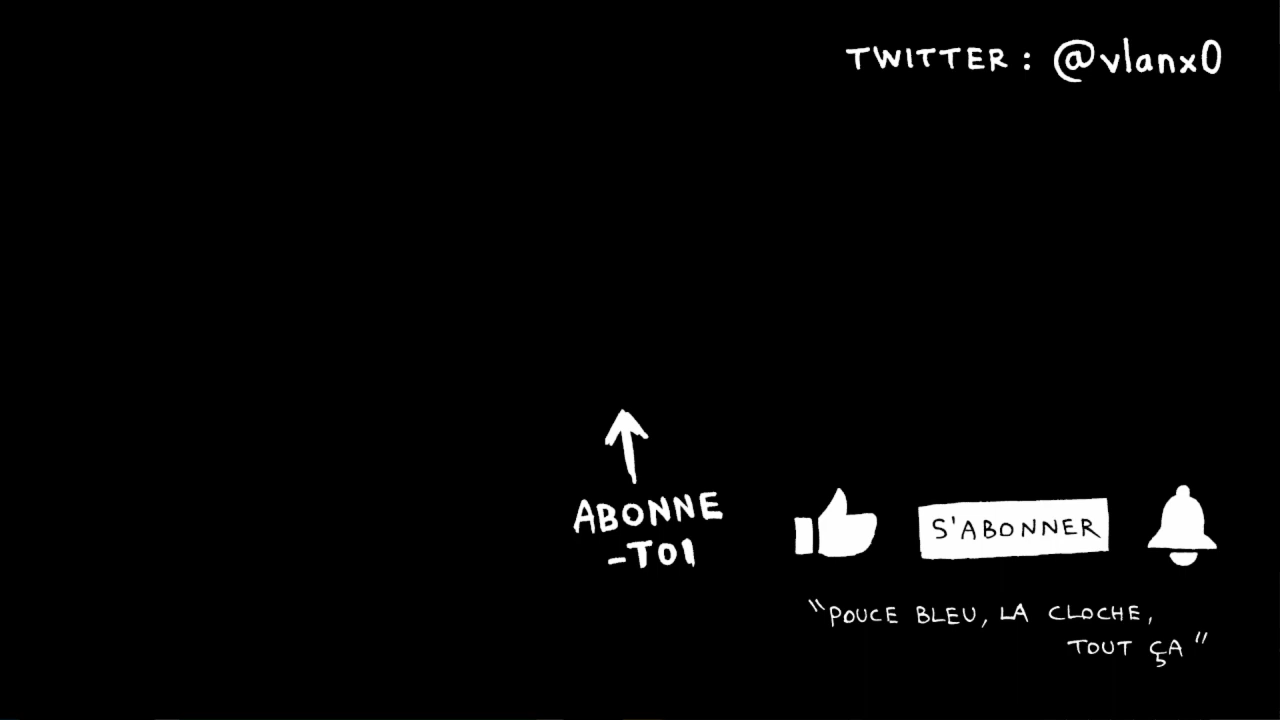 TWITTER : @vlanx0
ABONNE
-TOI
S'ABONNER
"POUCE BLEU, LA CLOCHE,
TOUT ÇA"